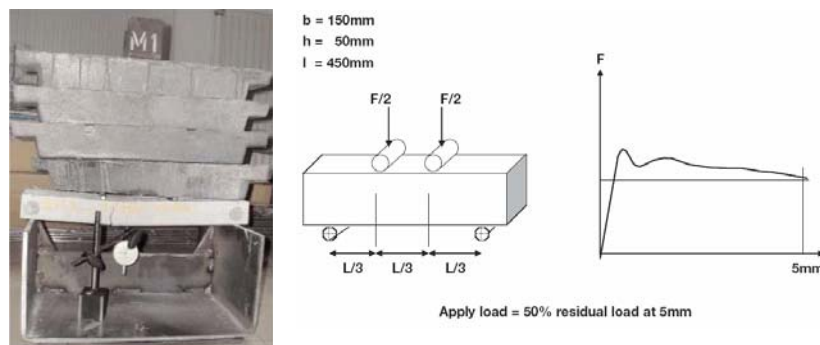 M1
b = 150mm
h = 50mm
l = 450mm
F/2 F/2
L/3 L/3 L/3
F
5mm
Apply load = 50% residual load at 5mm